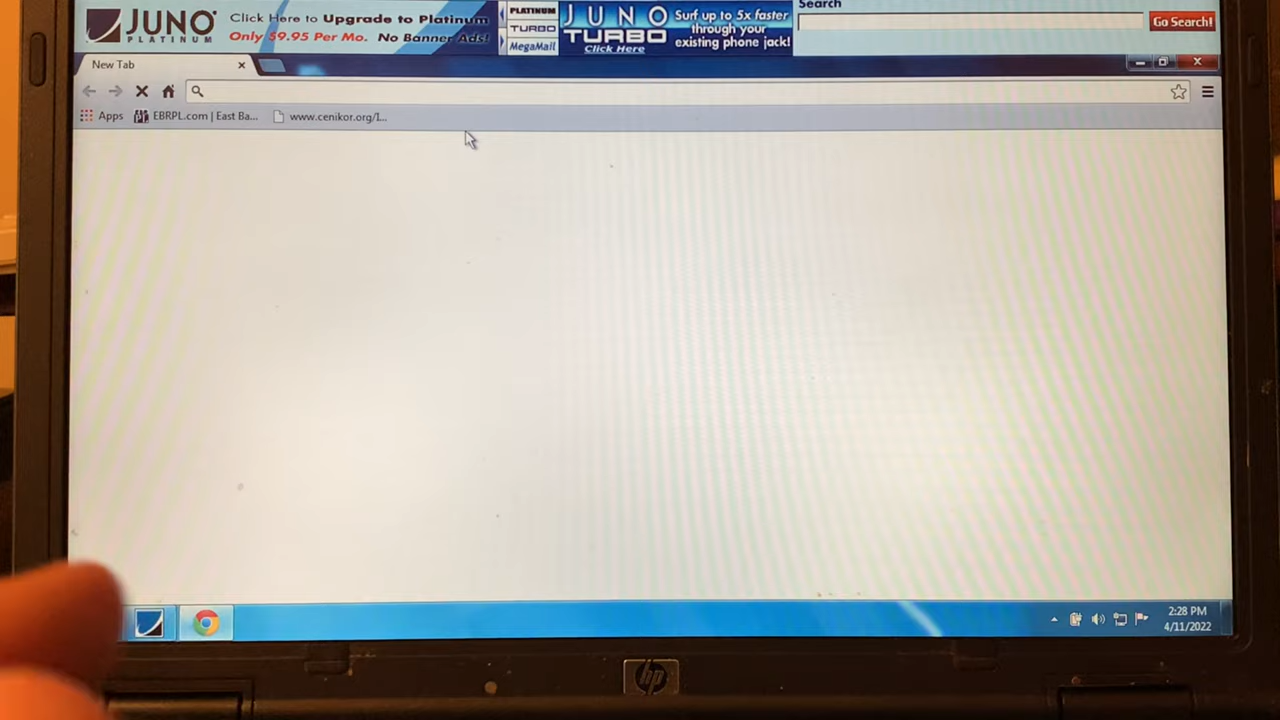 JUNO
PLATINUM
Click Here to Upgrade to Platinum
Only $9.95 Per Mo. No Banner Ads!
PLATINUM
TURBO
MegaMail
JUNO
TURBO
Click Here
Surf up to 5x faster
through your
existing phone jack!
Search
Go Search!
New Tab
Apps
EBRPL.com | East Ba...
www.cenikor.org/l...
2:28 PM
4/11/2022
hp